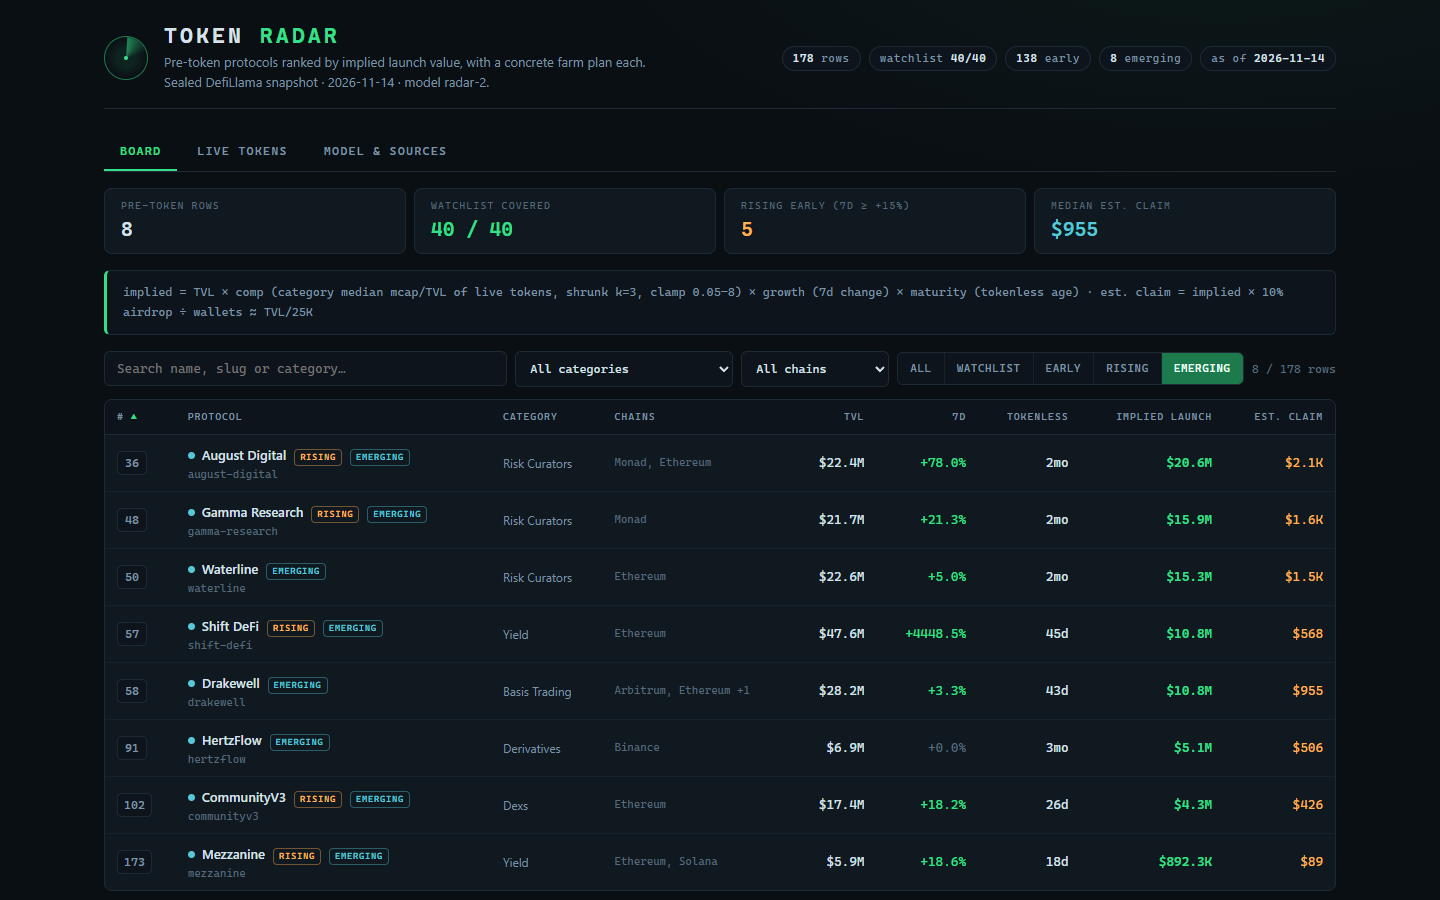 TOKEN RADAR
Pre-token protocols ranked by implied launch value, with a concrete farm plan each.
Sealed DefiLlama snapshot · 2026-11-14 · model radar-2.
178 rows
watchlist 40/40
138 early
8 emerging
as of 2026-11-14
BOARD
LIVE TOKENS
MODEL & SOURCES
PRE-TOKEN ROWS
8
WATCHLIST COVERED
40 / 40
RISING EARLY (7D ≥ +15%)
5
MEDIAN EST. CLAIM
$955
implied = TVL × comp (category median mcap/TVL of live tokens, shrunk k=3, clamp 0.05–8) × growth (7d change) × maturity (tokenless age) · est. claim = implied × 10%
airdrop ÷ wallets ≈ TVL/25K
Search name, slug or category…
All categories
All chains
ALL WATCHLIST EARLY RISING EMERGING
8 / 178 rows
# ▲ PROTOCOL CATEGORY CHAINS TVL 7D TOKENLESS IMPLIED LAUNCH EST. CLAIM
36 August Digital RISING EMERGING Risk Curators Monad, Ethereum $22.4M +78.0% 2mo $20.6M $2.1K
august-digital
48 Gamma Research RISING EMERGING Risk Curators Monad $21.7M +21.3% 2mo $15.9M $1.6K
gamma-research
50 Waterline EMERGING Risk Curators Ethereum $22.6M +5.0% 2mo $15.3M $1.5K
waterline
57 Shift DeFi RISING EMERGING Yield Ethereum $47.6M +4448.5% 45d $10.8M $568
shift-defi
58 Drakewell EMERGING Basis Trading Arbitrum, Ethereum +1 $28.2M +3.3% 43d $10.8M $955
drakewell
91 HertzFlow EMERGING Derivatives Binance $6.9M +0.0% 3mo $5.1M $506
hertzflow
102 CommunityV3 RISING EMERGING Dexs Ethereum $17.4M +18.2% 26d $4.3M $426
communityv3
173 Mezzanine RISING EMERGING Yield Ethereum, Solana $5.9M +18.6% 18d $892.3K $89
mezzanine